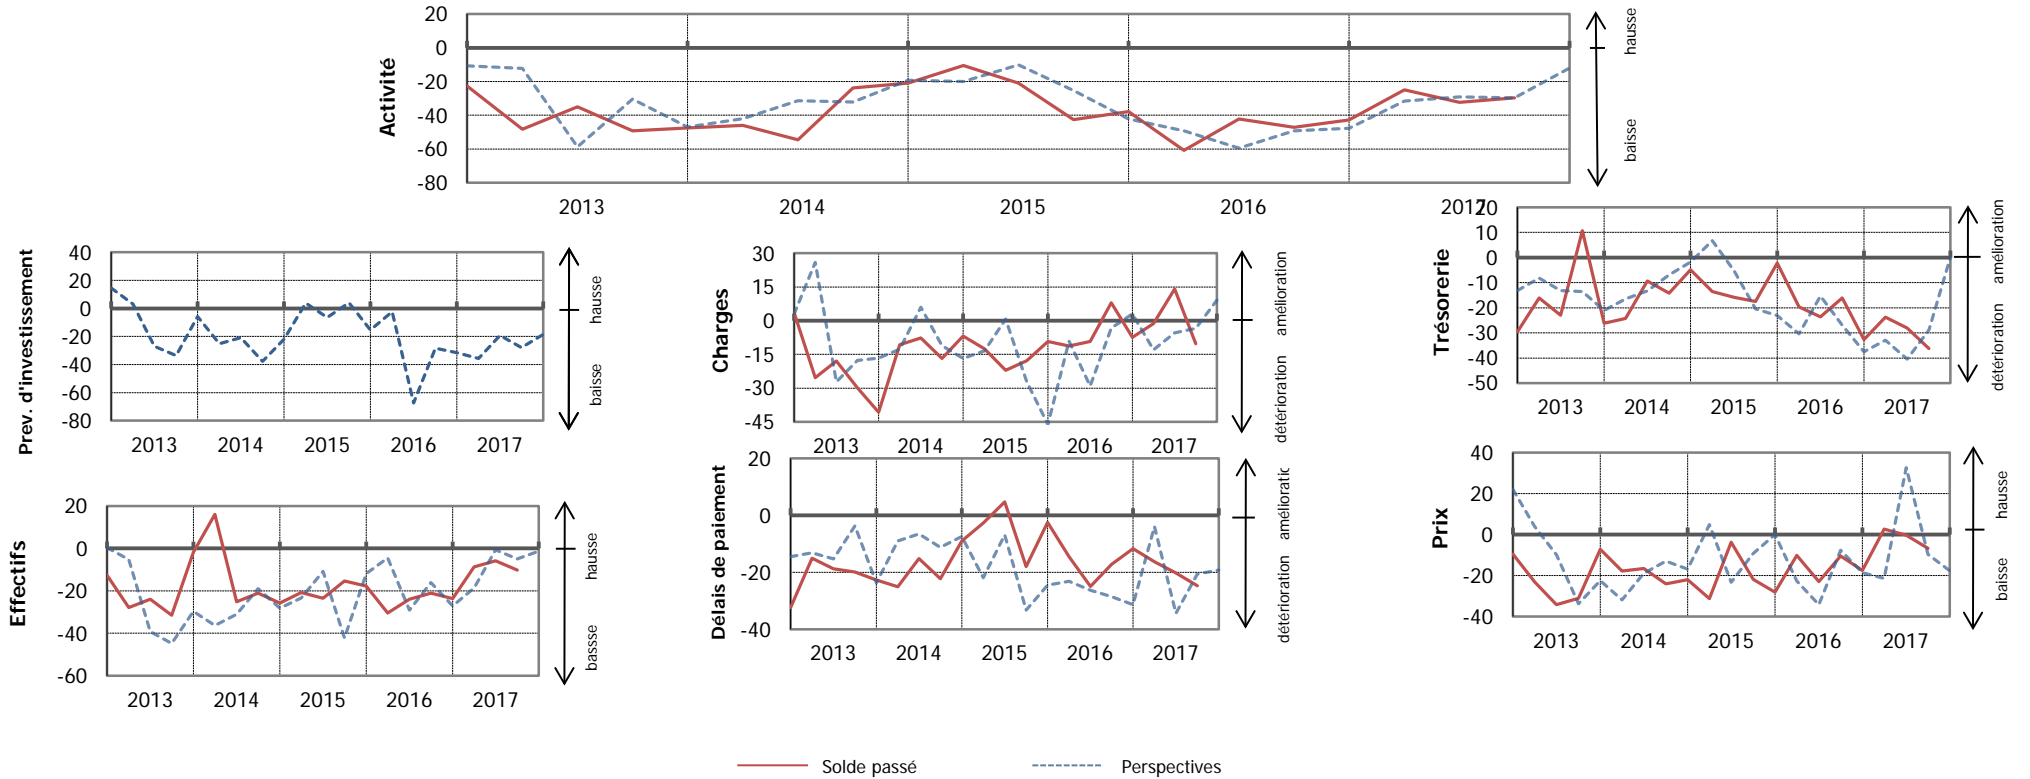 Activité
20
0
-20
-40
-60
-80
2013 2014 2015 2016 2017
hausse
baisse
Prev. d'investissement
40
20
0
-20
-40
-60
-80
2013 2014 2015 2016 2017
hausse
baisse
Charges
30
15
0
-15
-30
-45
2013 2014 2015 2016 2017
amélioration
détérioration
Trésorerie
20
10
0
-10
-20
-30
-40
-50
2013 2014 2015 2016 2017
amélioration
détérioration
Effectifs
20
0
-20
-40
-60
2013 2014 2015 2016 2017
hausse
basse
Délais de paiement
20
0
-20
-40
2013 2014 2015 2016 2017
amélioratic
détérioration
Prix
40
20
0
-20
-40
2013 2014 2015 2016 2017
hausse
baisse
Solde passé Perspectives